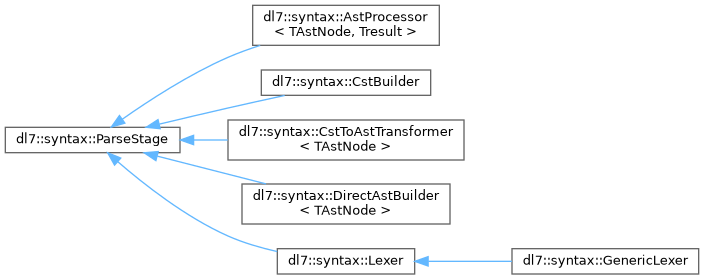 dl7::syntax::AstProcessor
< TAstNode, Tresult >
dl7::syntax::CstBuilder
dl7::syntax::CstToAstTransformer
< TAstNode >
dl7::syntax::ParseStage
dl7::syntax::DirectAstBuilder
< TAstNode >
dl7::syntax::Lexer
dl7::syntax::GenericLexer